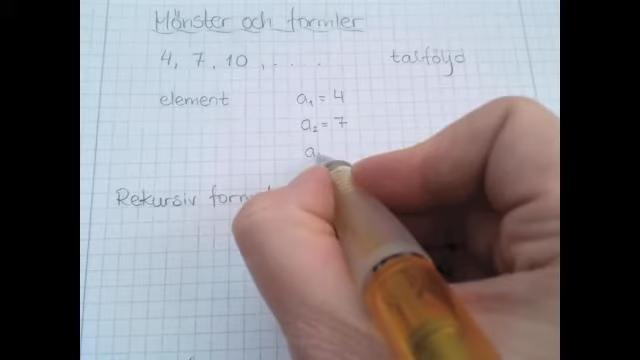 Mönster och formler
4, 7, 10, . . . . talföljd
element a₁ = 4
a₂ = 7
a
Rekursiv